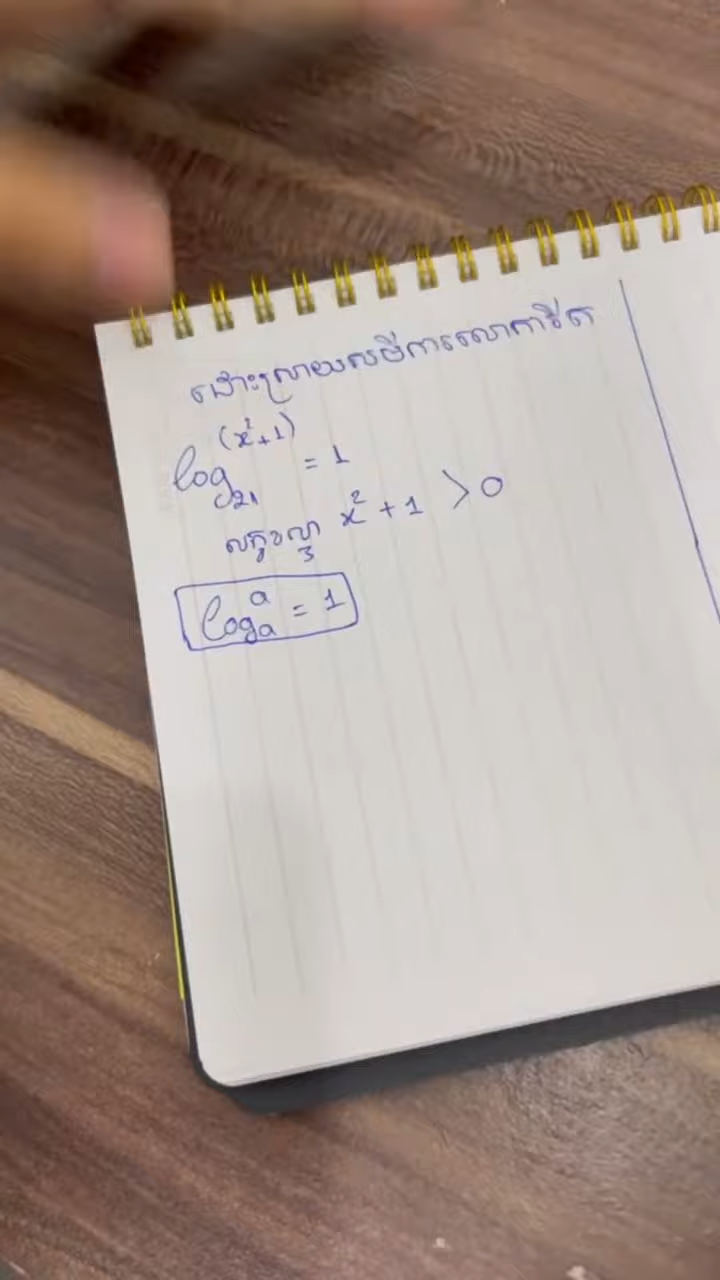 ដោះស្រាយសមីការលោការីត
log₂₁(x²+1) = 1
លក្ខខណ្ឌ x² + 1 > 0
logₐa = 1